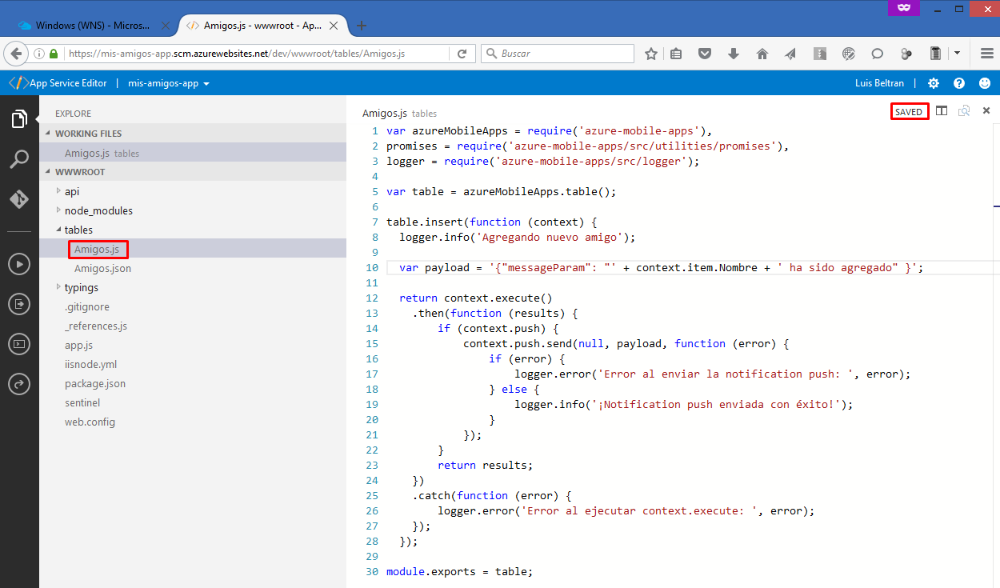 Windows (WNS) - Micros...
Amigos.js - wwwroot - Ap...
https://mis-amigos-app.scm.azurewebsites.net/dev/wwwroot/tables/Amigos.js
Buscar
App Service Editor | mis-amigos-app
Luis Beltran |
EXPLORE
WORKING FILES
Amigos.js tables
WWWROOT
api
node_modules
tables
Amigos.js
Amigos.json
typings
.gitignore
_references.js
app.js
iisnode.yml
package.json
sentinel
web.config
Amigos.js tables
SAVED
1 var azureMobileApps = require('azure-mobile-apps'),
2 promises = require('azure-mobile-apps/src/utilities/promises'),
3 logger = require('azure-mobile-apps/src/logger');
4
5 var table = azureMobileApps.table();
6
7 table.insert(function (context) {
8 logger.info('Agregando nuevo amigo');
9
10 var payload = '{"messageParam": "' + context.item.Nombre + ' ha sido agregado" }';
11
12 return context.execute()
13 .then(function (results) {
14 if (context.push) {
15 context.push.send(null, payload, function (error) {
16 if (error) {
17 logger.error('Error al enviar la notification push: ', error);
18 } else {
19 logger.info('¡Notification push enviada con éxito!');
20 }
21 });
22 }
23 return results;
24 })
25 .catch(function (error) {
26 logger.error('Error al ejecutar context.execute: ', error);
27 });
28 });
29
30 module.exports = table;